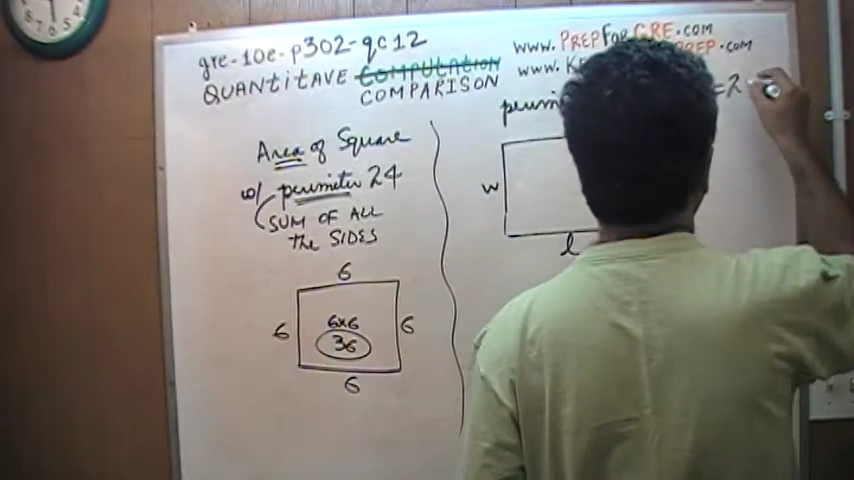 gre-10e-p302-qc12
QUANtitAVE COMPUTATION
COMPARISON
www. PREPFORGRE.com
www. K PREP.com
Area of Square
w/ perimeter 24
SUM OF ALL
the SIDES
6
6
6x6
36
6
6
=2
w
l